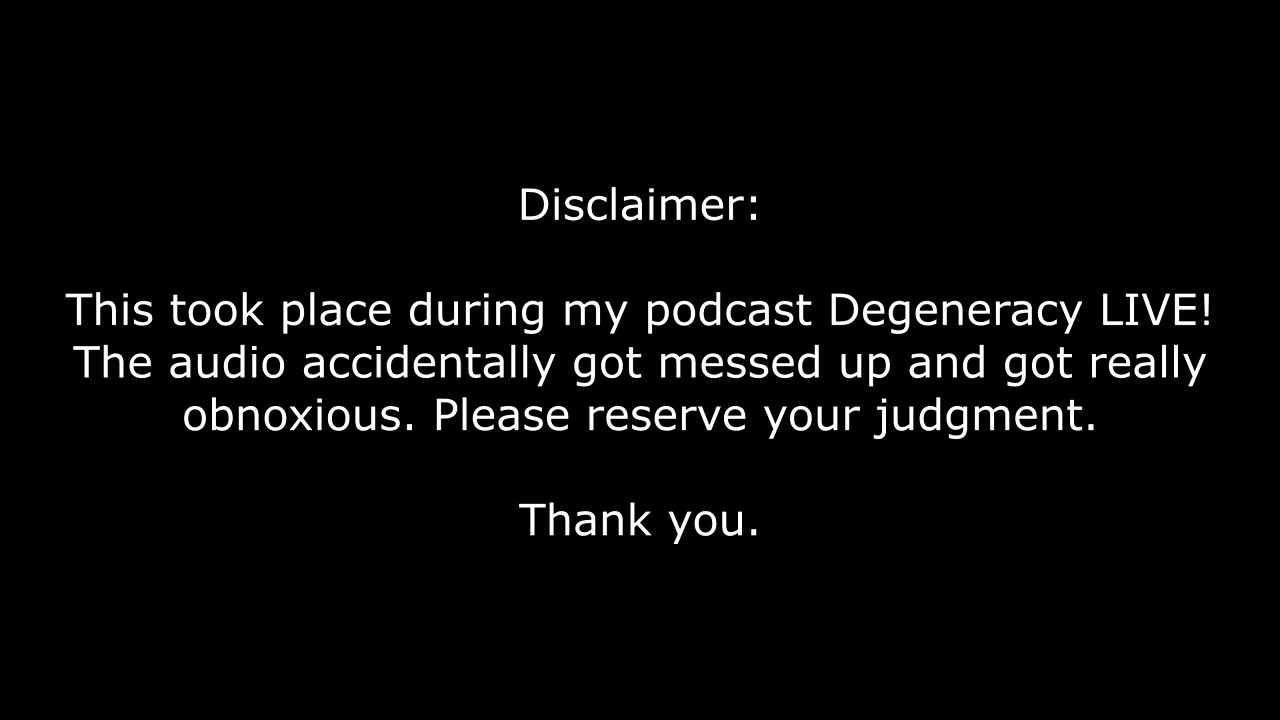 Disclaimer:
This took place during my podcast Degeneracy LIVE!
The audio accidentally got messed up and got really
obnoxious. Please reserve your judgment.
Thank you.